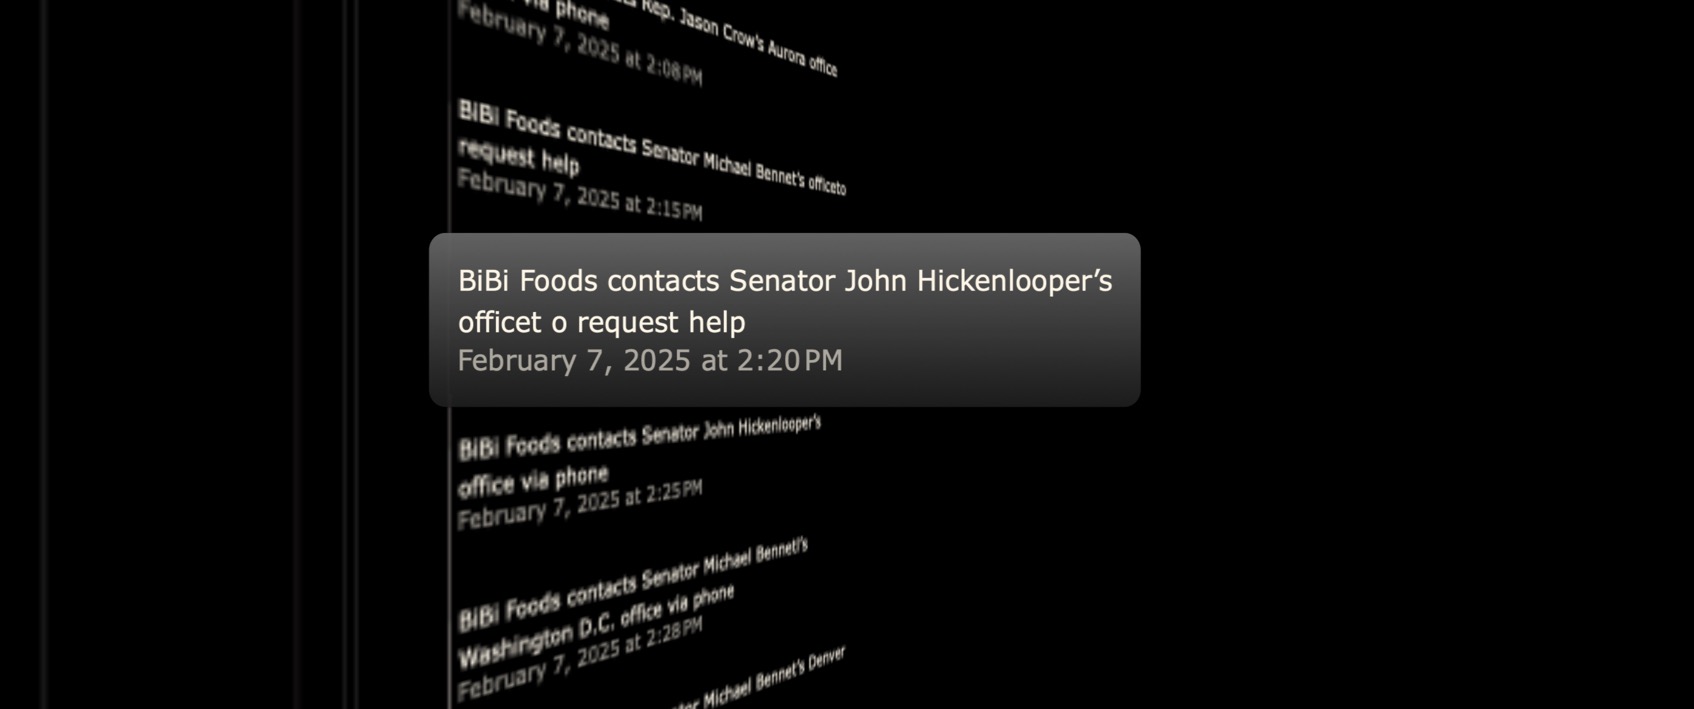 Rep. Jason Crow's Aurora office
via phone
February 7, 2025 at 2:08 PM
BiBi Foods contacts Senator Michael Bennet's officeto
request help
February 7, 2025 at 2:15 PM
BiBi Foods contacts Senator John Hickenlooper’s
officet o request help
February 7, 2025 at 2:20 PM
BiBi Foods contacts Senator John Hickenlooper's
office via phone
February 7, 2025 at 2:25 PM
BiBi Foods contacts Senator Michael Bennett's
Washington D.C. office via phone
February 7, 2025 at 2:28 PM
Michael Bennet's Denver